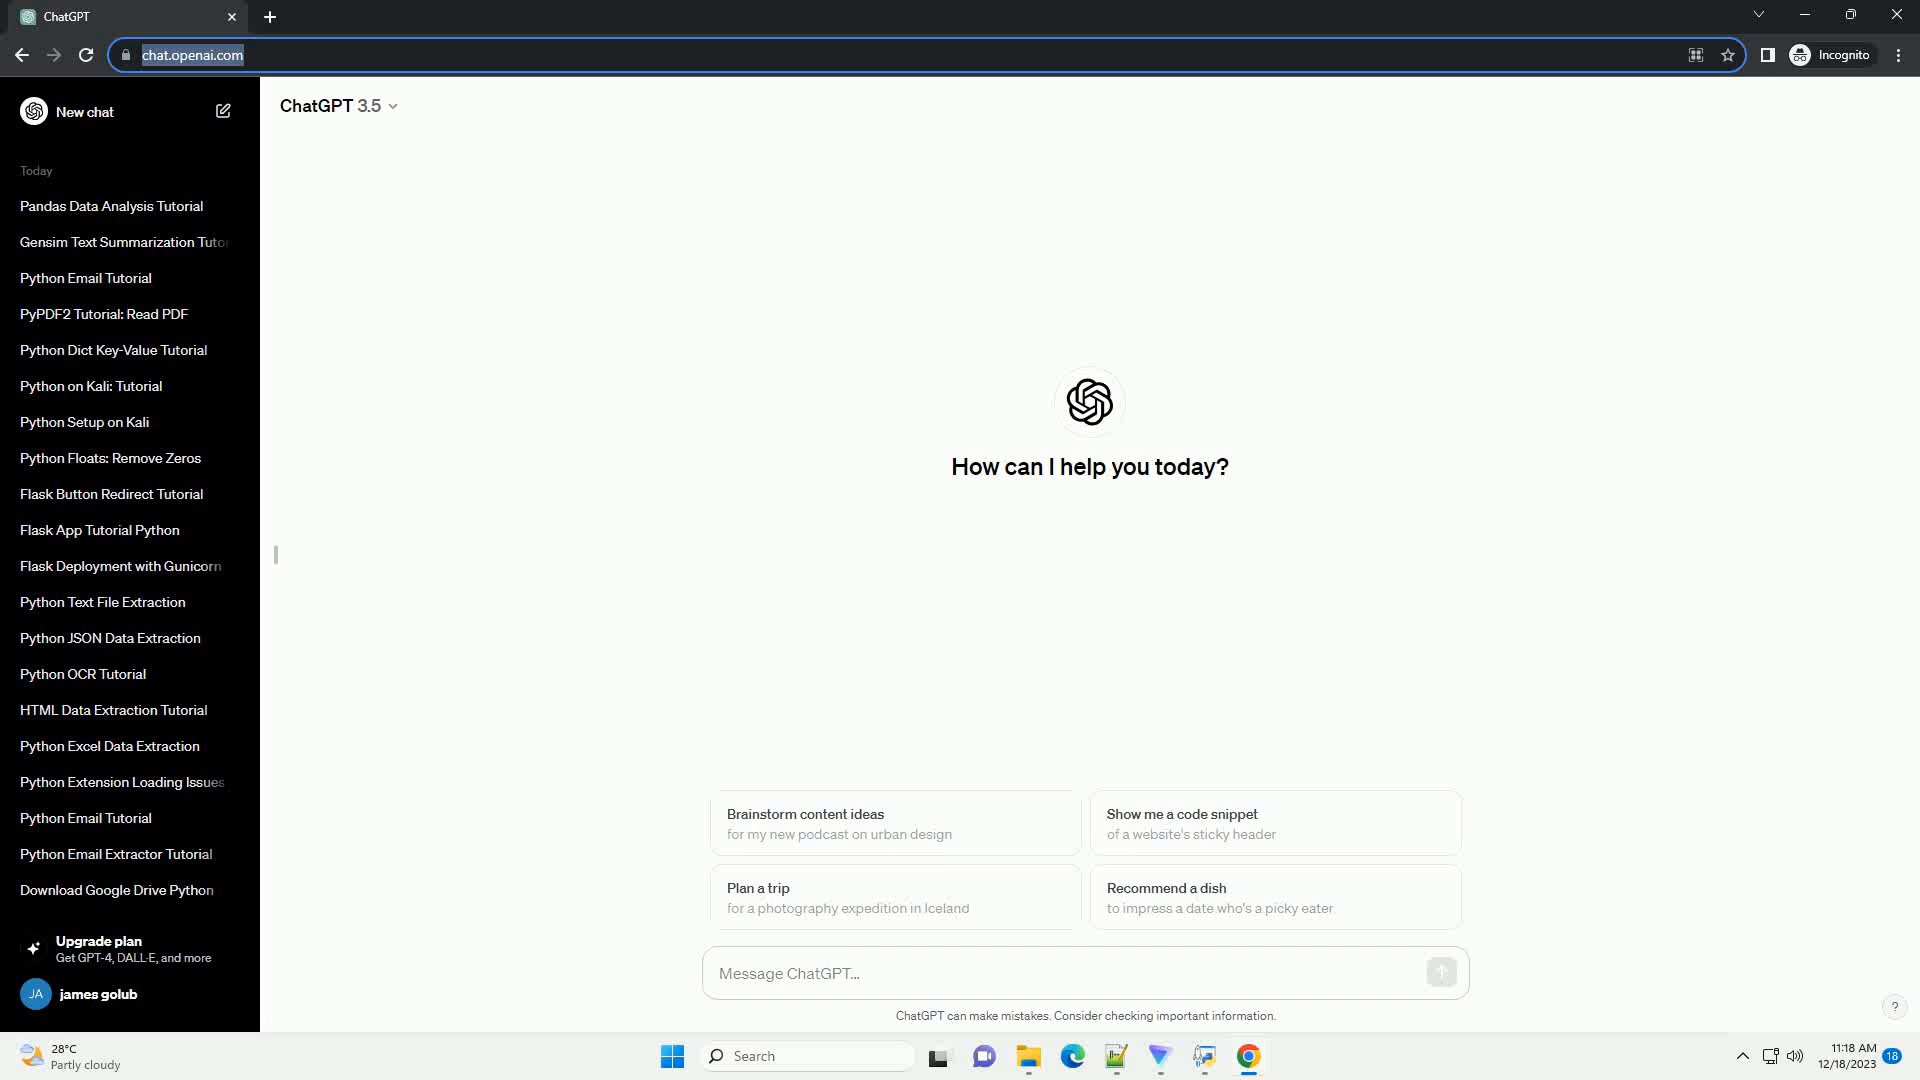 ChatGPT
chat.openai.com
Incognito
New chat
ChatGPT 3.5
Today
Pandas Data Analysis Tutorial
Gensim Text Summarization Tutor
Python Email Tutorial
PyPDF2 Tutorial: Read PDF
Python Dict Key-Value Tutorial
Python on Kali: Tutorial
Python Setup on Kali
Python Floats: Remove Zeros
Flask Button Redirect Tutorial
Flask App Tutorial Python
Flask Deployment with Gunicorn
Python Text File Extraction
Python JSON Data Extraction
Python OCR Tutorial
HTML Data Extraction Tutorial
Python Excel Data Extraction
Python Extension Loading Issues
Python Email Tutorial
Python Email Extractor Tutorial
Download Google Drive Python
Upgrade plan
Get GPT-4, DALL·E, and more
JA james golub
How can I help you today?
Brainstorm content ideas
for my new podcast on urban design
Show me a code snippet
of a website's sticky header
Plan a trip
for a photography expedition in Iceland
Recommend a dish
to impress a date who's a picky eater
Message ChatGPT...
ChatGPT can make mistakes. Consider checking important information.
?
28°C
Partly cloudy
Search
11:18 AM
12/18/2023
18